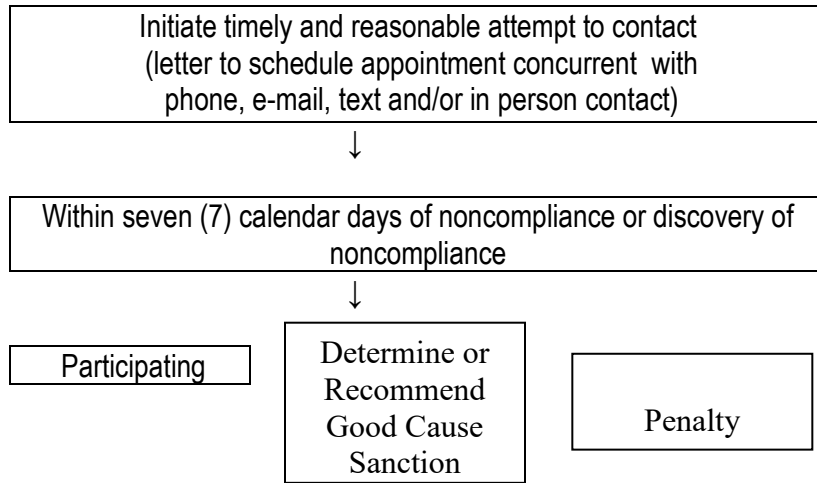 Initiate timely and reasonable attempt to contact
(letter to schedule appointment concurrent with
phone, e-mail, text and/or in person contact)
↓
Within seven (7) calendar days of noncompliance or discovery of
noncompliance
↓
Participating
Determine or
Recommend
Good Cause
Sanction
Penalty